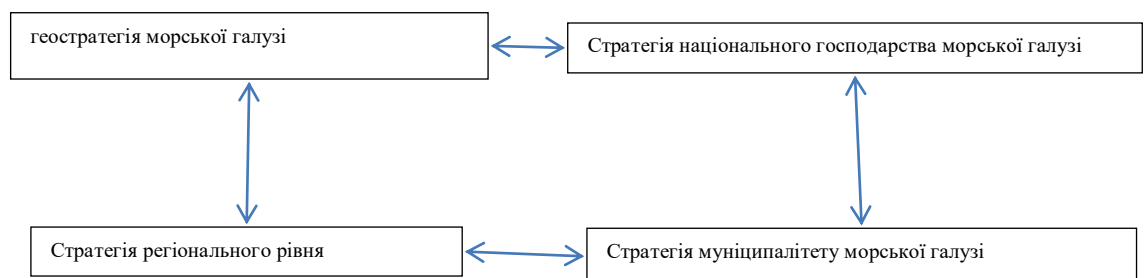 геостратегія морської галузі
Стратегія національного господарства морської галузі
Стратегія регіонального рівня
Стратегія муніципалітету морської галузі